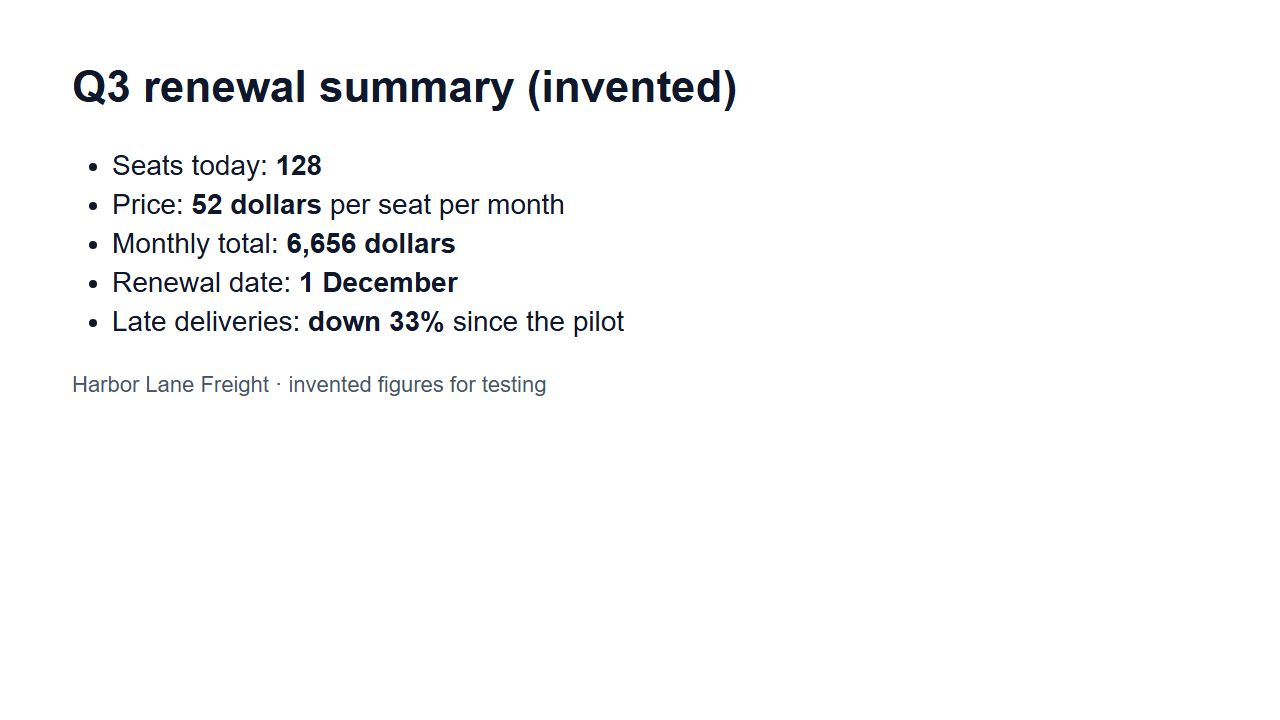 Q3 renewal summary (invented)
• Seats today: 128
• Price: 52 dollars per seat per month
• Monthly total: 6,656 dollars
• Renewal date: 1 December
• Late deliveries: down 33% since the pilot
Harbor Lane Freight · invented figures for testing